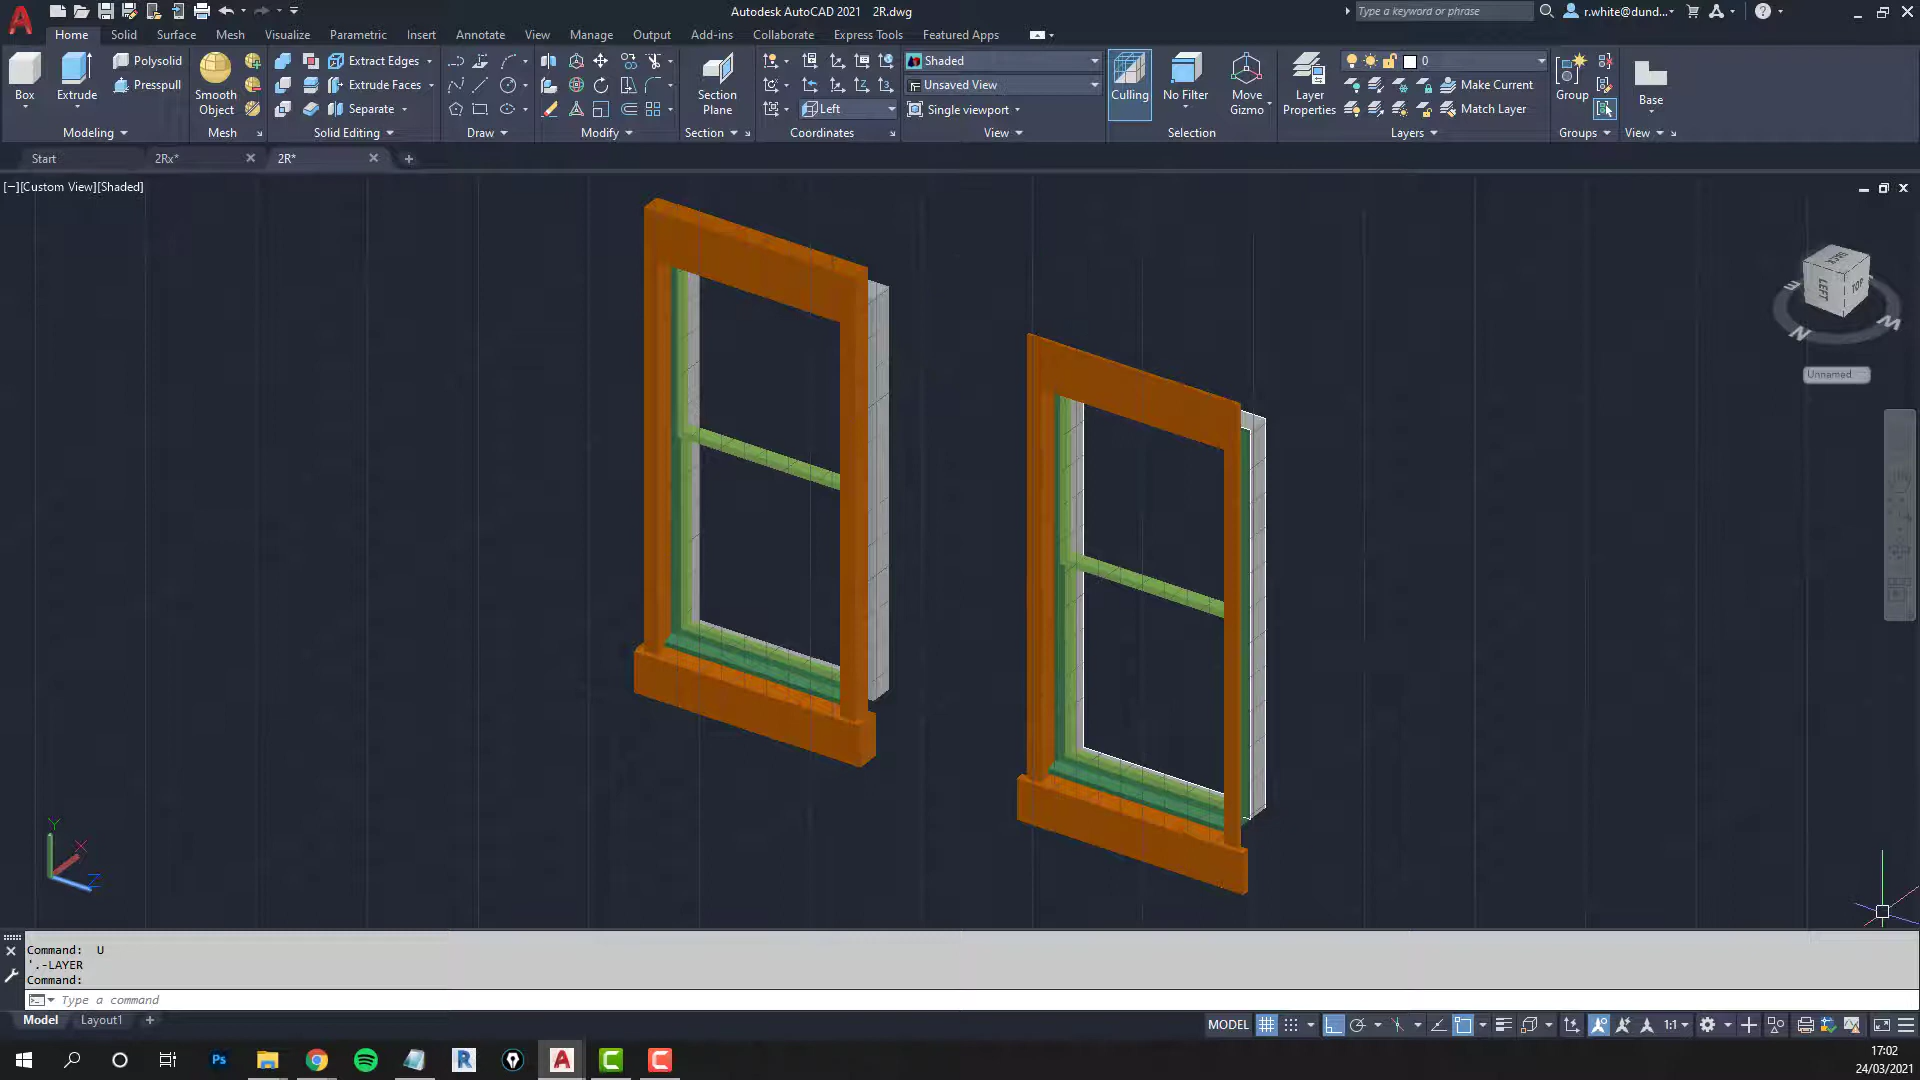 Autodesk AutoCAD 2021 2R.dwg
Type a keyword or phrase
r.white@dund...
Home Solid Surface Mesh Visualize Parametric Insert Annotate View Manage Output Add-ins Collaborate Express Tools Featured Apps
Box
Extrude
Polysolid
Presspull
Modeling
Smooth
Object
Mesh
Extract Edges
Extrude Faces
Separate
Solid Editing
Draw
Modify
Section
Plane
Section
Left
Coordinates
Shaded
Unsaved View
Single viewport
View
Culling
No Filter
Move
Gizmo
Selection
Layer
Properties
0
Make Current
Match Layer
Layers
Group
Groups
Base
View
Start 2Rx* 2R*
[−][Custom View][Shaded]
BACK
LEFT
TOP
E
N
W
Unnamed
Y
X
Z
Command: U
'.-LAYER
Command:
Type a command
Model Layout1
MODEL
1:1
Ps
R
A
C
C
17:02
24/03/2021